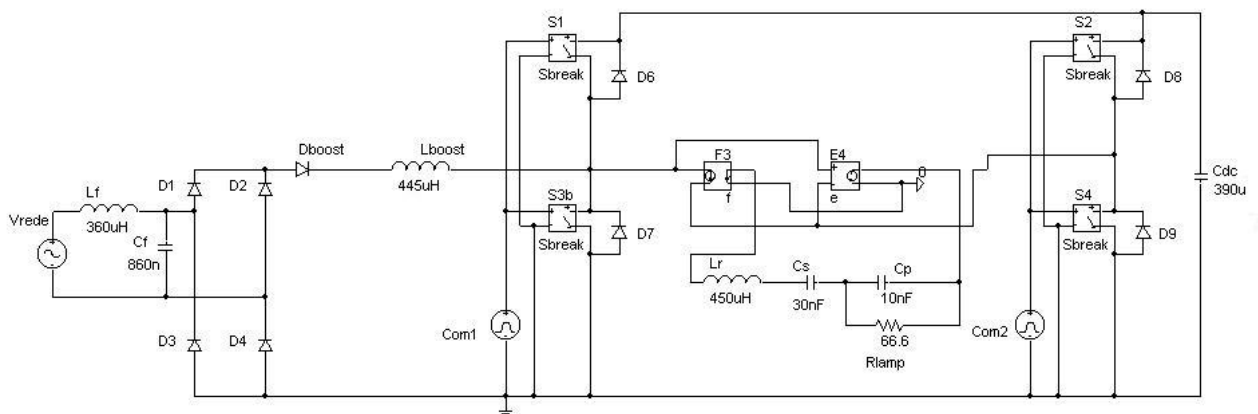 S1
S2
Sbreak
D6
Sbreak
D8
Dboost
Lboost
445uH
F3
E4
0
Cdc
390u
D1
D2
Lf
360uH
Vrede
Cf
860n
S3b
f
e
S4
D7
Sbreak
D9
Sbreak
Lr
450uH
Cs
30nF
Cp
10nF
66.6
Rlamp
D3
D4
Com1
Com2